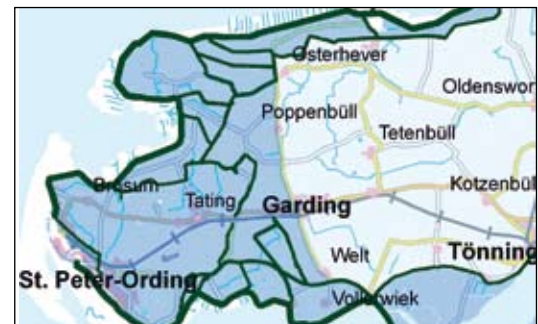 Osterhever
Oldenswor
Poppenbüll
Tetenbüll
Brösum
Kotzenbül
Tating
Garding
Welt
Tönning
St. Peter-Ording
Vollerwiek